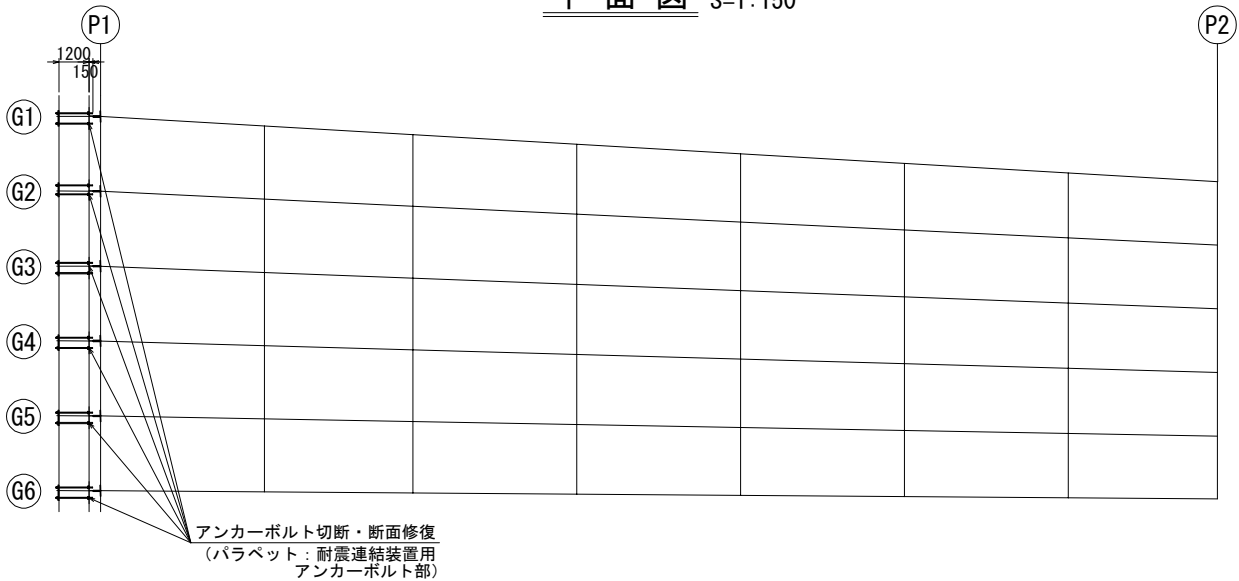 平面図 S=1:150
P1
P2
1200
150
G1
G2
G3
G4
G5
G6
アンカーボルト切断・断面修復
(パラペット：耐震連結装置用
アンカーボルト部)